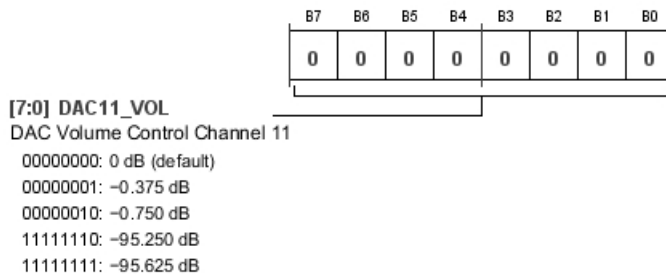 B7 B6 B5 B4 B3 B2 B1 B0
0 0 0 0 0 0 0 0
[7:0] DAC11_VOL
DAC Volume Control Channel 11
00000000: 0 dB (default)
00000001: −0.375 dB
00000010: −0.750 dB
11111110: −95.250 dB
11111111: −95.625 dB